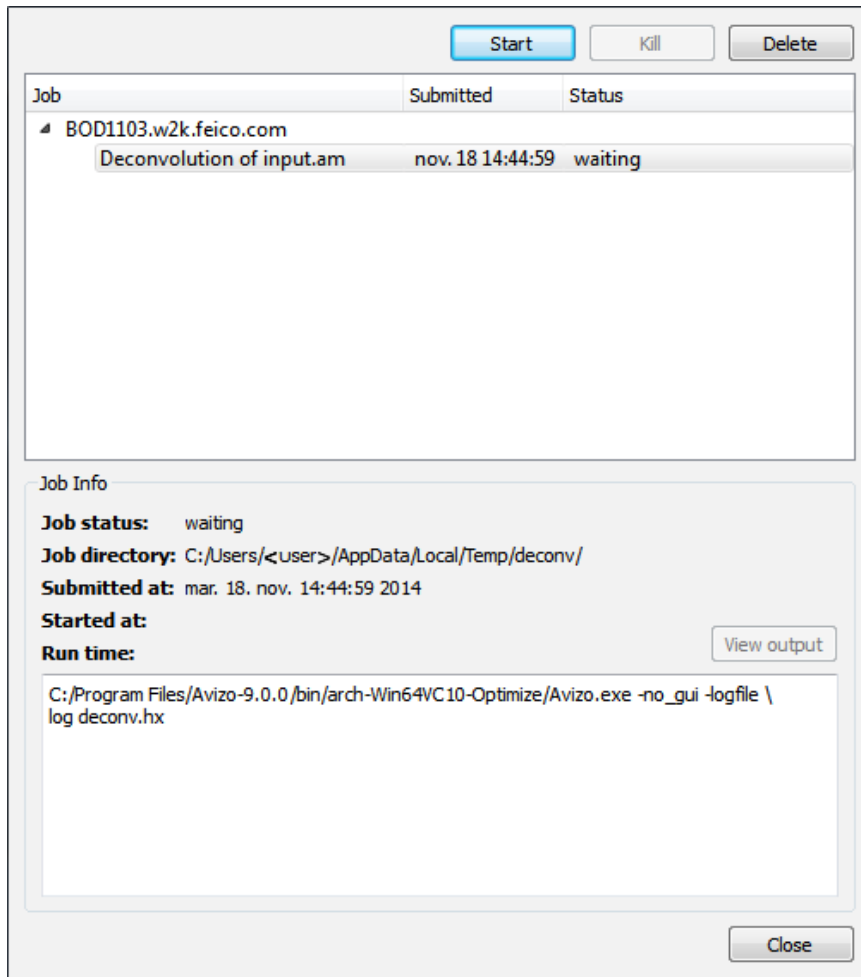 Start Kill Delete
Job Submitted Status
BOD1103.w2k.feico.com
Deconvolution of input.am nov. 18 14:44:59 waiting
Job Info
Job status: waiting
Job directory: C:/Users/<user>/AppData/Local/Temp/deconv/
Submitted at: mar. 18. nov. 14:44:59 2014
Started at:
Run time:
View output
C:/Program Files/Avizo-9.0.0/bin/arch-Win64VC10-Optimize/Avizo.exe -no_gui -logfile \
log deconv.hx
Close